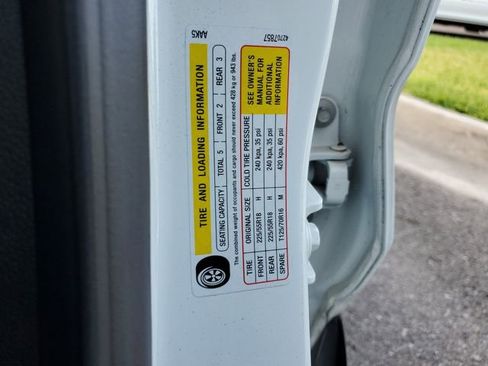 AAK5
42707857
TIRE AND LOADING INFORMATION
SEATING CAPACITY TOTAL 5 FRONT 2 REAR 3
The combined weight of occupants and cargo should never exceed 428 kg or 943 lbs.
TIRE ORIGINAL SIZE COLD TIRE PRESSURE
FRONT 225/55R18 H 240 kpa, 35 psi
REAR 225/55R18 H 240 kpa, 35 psi
SPARE T125/70R16 M 420 kpa, 60 psi
SEE OWNER'S
MANUAL FOR
ADDITIONAL
INFORMATION